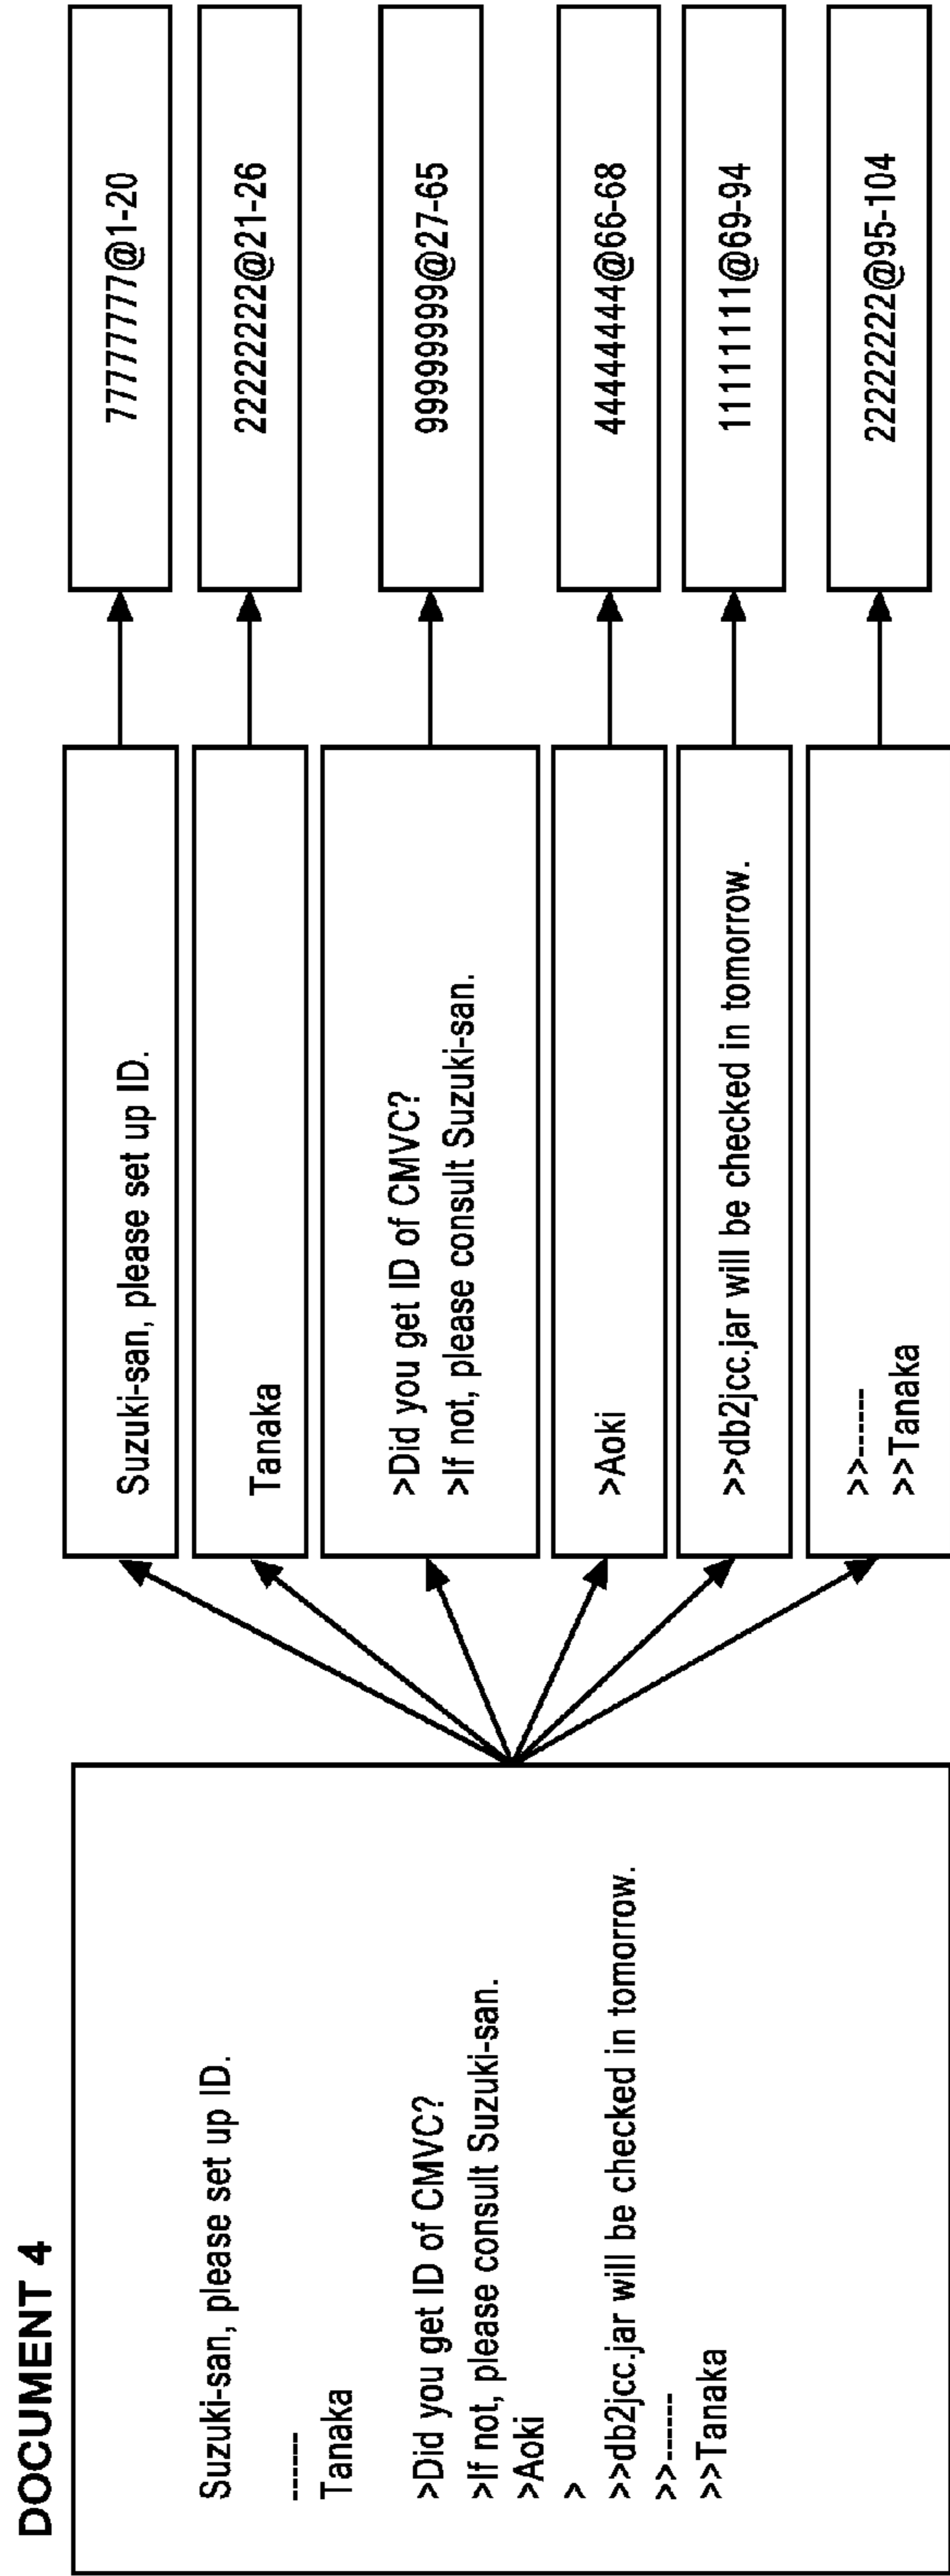 DOCUMENT 4
Suzuki-san, please set up ID.
------
Tanaka
>Did you get ID of CMVC?
>If not, please consult Suzuki-san.
>Aoki
>
>>db2jcc.jar will be checked in tomorrow.
>>------
>>Tanaka
Suzuki-san, please set up ID.
77777777@1-20
Tanaka
22222222@21-26
>Did you get ID of CMVC?
>If not, please consult Suzuki-san.
99999999@27-65
>Aoki
44444444@66-68
>>db2jcc.jar will be checked in tomorrow.
11111111@69-94
>>------
>>Tanaka
22222222@95-104